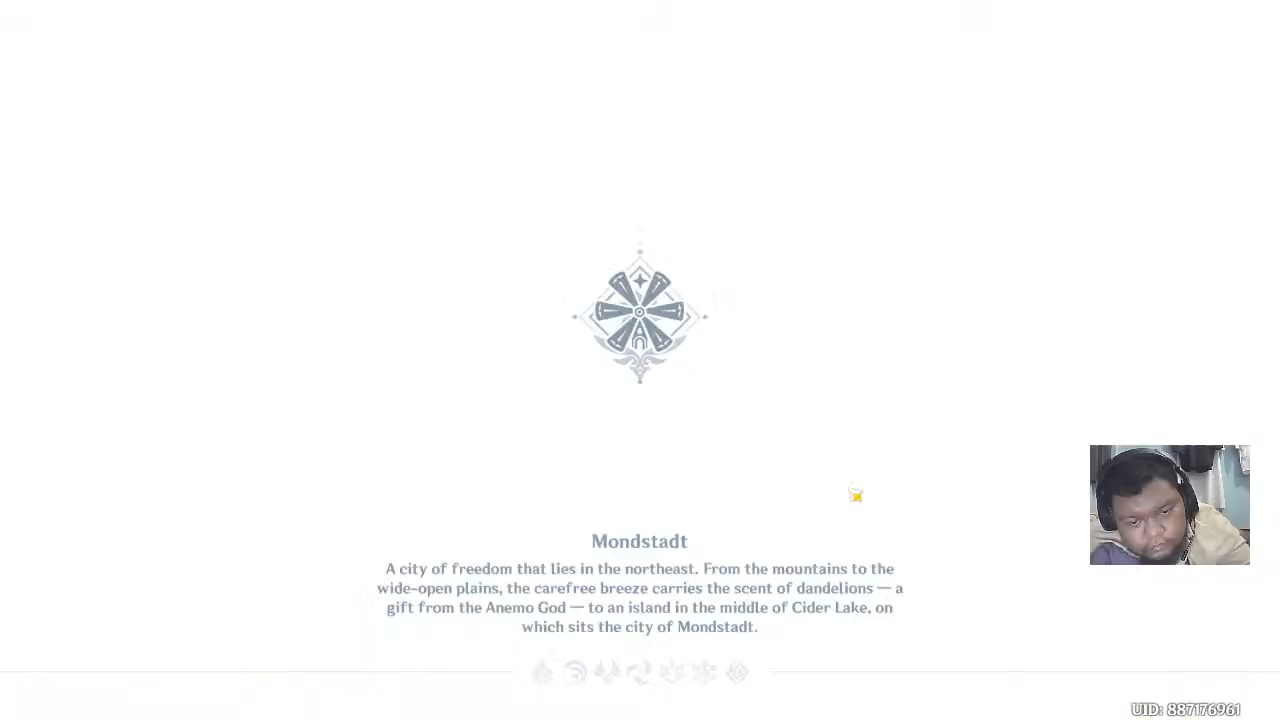 Mondstadt
A city of freedom that lies in the northeast. From the mountains to the
wide-open plains, the carefree breeze carries the scent of dandelions — a
gift from the Anemo God — to an island in the middle of Cider Lake, on
which sits the city of Mondstadt.
UID: 887176961